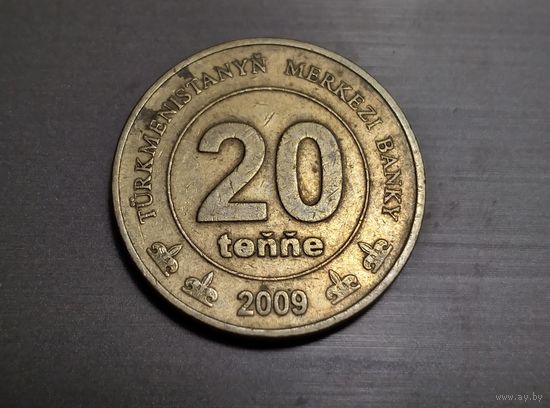 TÜRKMENISTANYŇ MERKEZI BANKY
20
teňňe
2009
www.ay.by